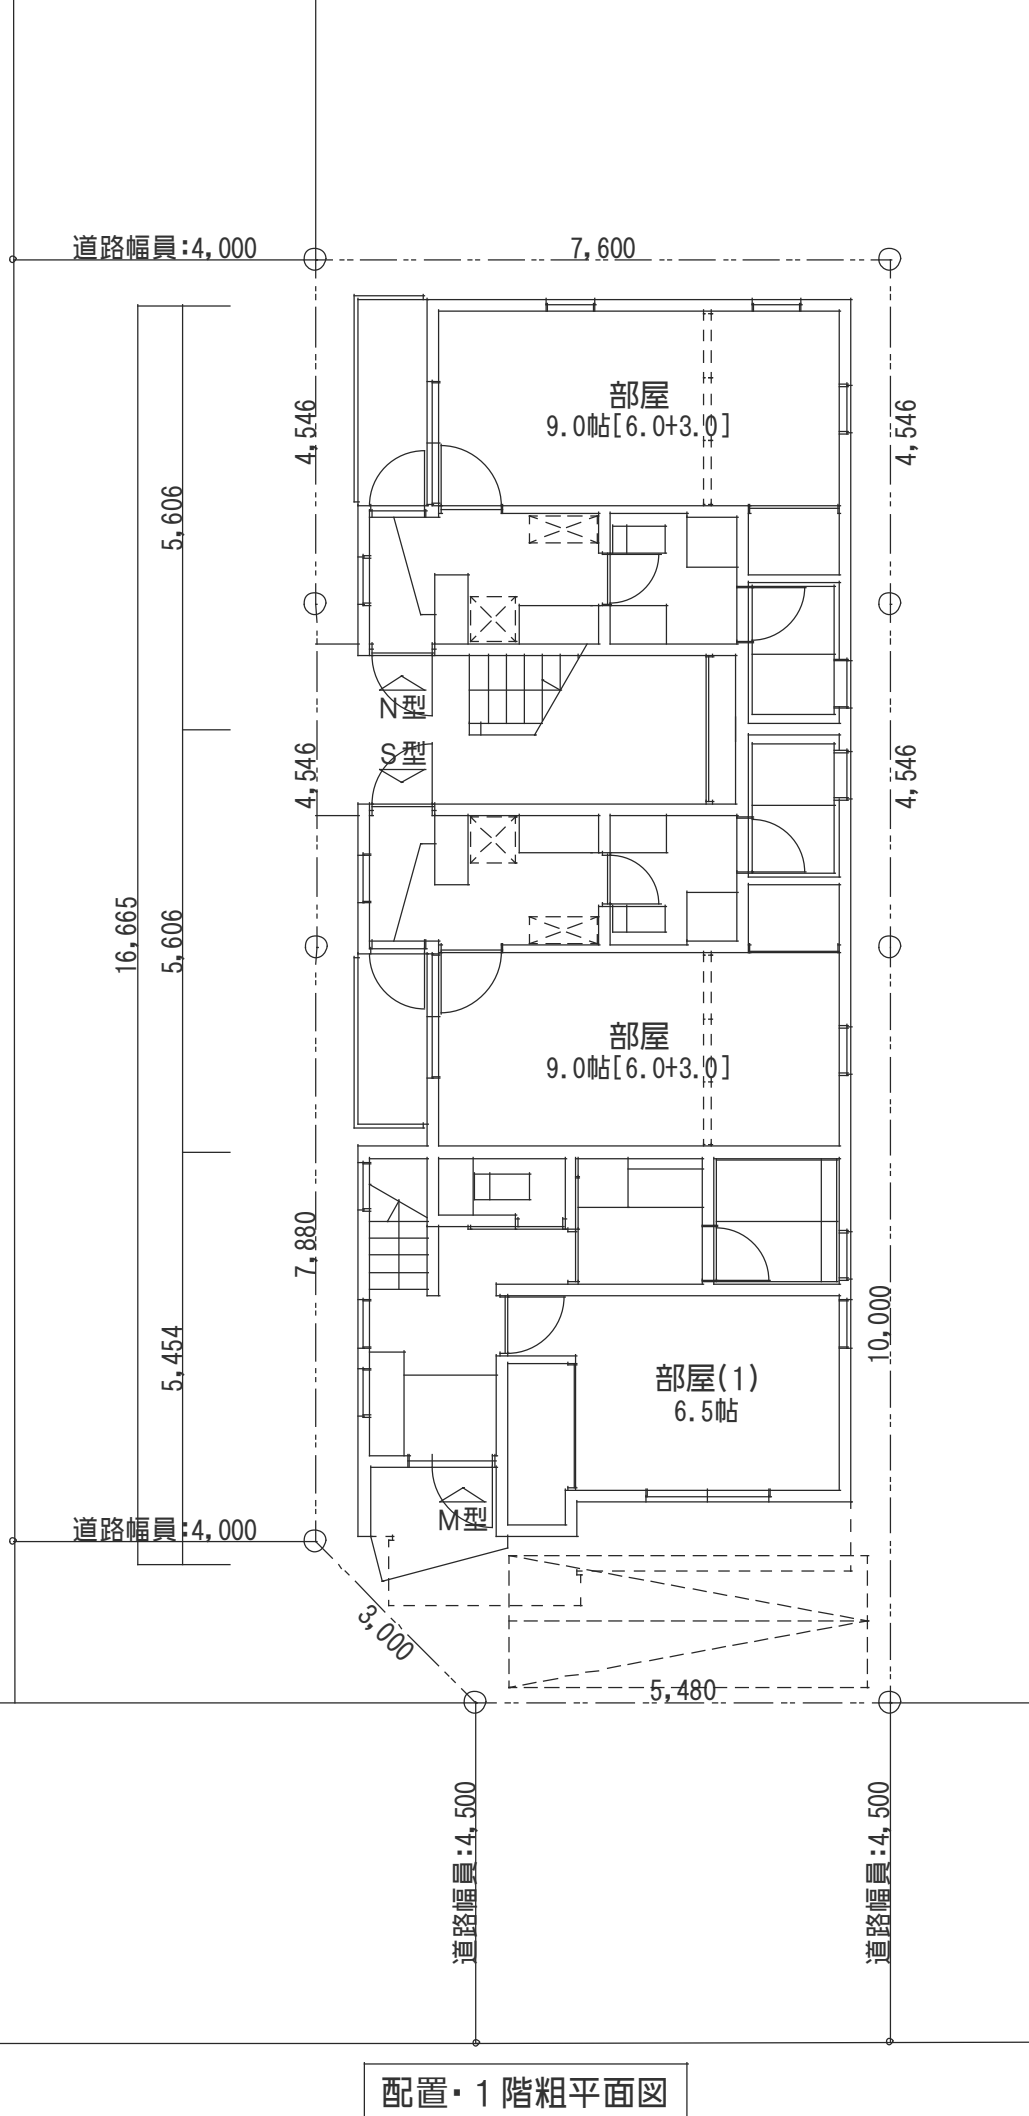 道路幅員:4,000
7,600
4,546
部屋
9.0帖[6.0+3.0]
4,546
5,606
N型
S型
4,546
4,546
16,665
5,606
部屋
9.0帖[6.0+3.0]
7,880
10,000
5,454
部屋(1)
6.5帖
M型
道路幅員:4,000
3,000
5,480
道路幅員:4,500
道路幅員:4,500
配置・1階粗平面図